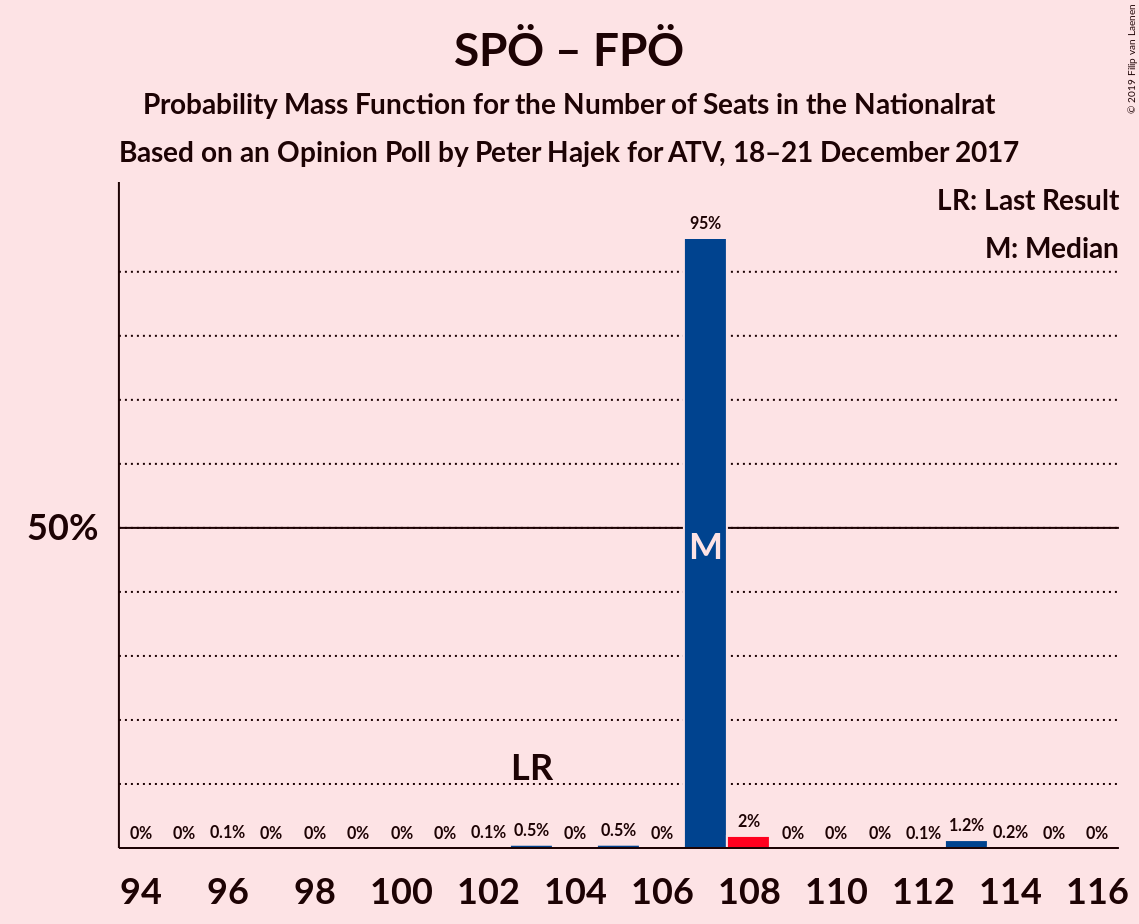 SPÖ – FPÖ
Probability Mass Function for the Number of Seats in the Nationalrat
Based on an Opinion Poll by Peter Hajek for ATV, 18–21 December 2017
© 2019 Filip van Laenen
LR: Last Result
M: Median
95%
50%
M
LR
0% 0% 0.1% 0% 0% 0% 0% 0% 0.1% 0.5% 0% 0.5% 0% 2% 0% 0% 0% 0.1% 1.2% 0.2% 0% 0%
94 96 98 100 102 104 106 108 110 112 114 116